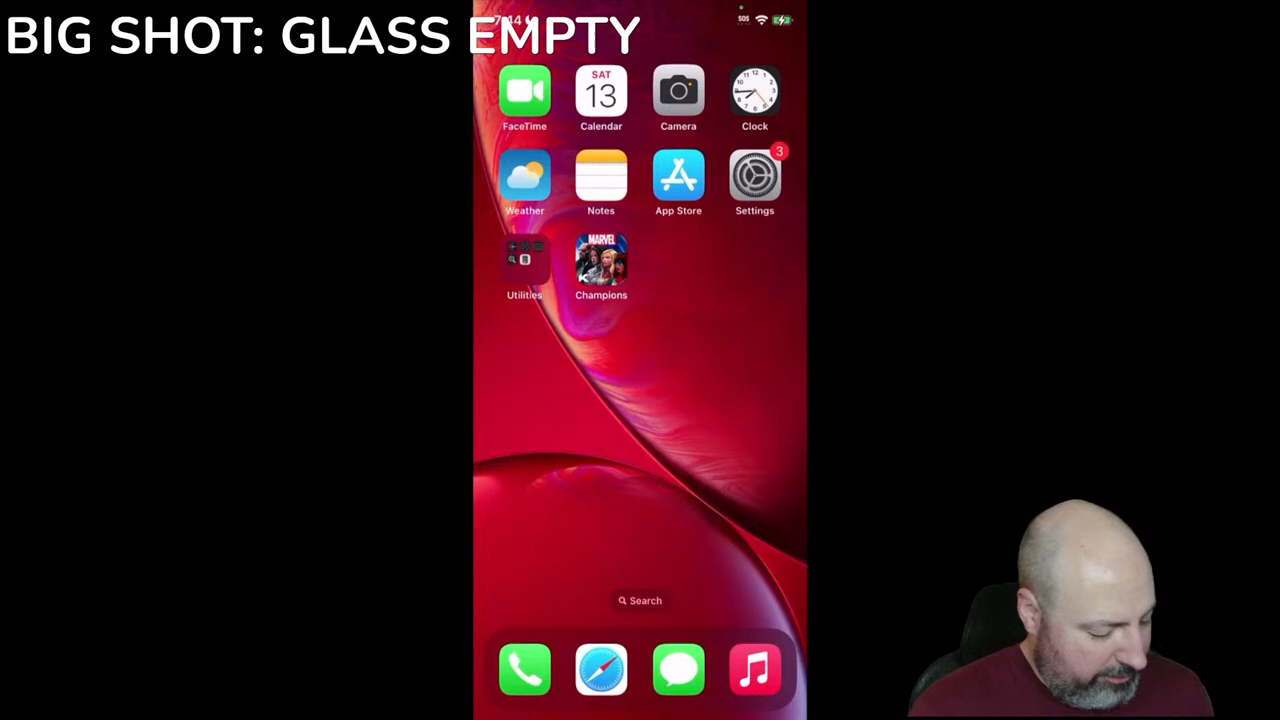 BIG SHOT: GLASS EMPTY
SOS
FaceTime
SAT
13
Calendar
Camera
Clock
Weather
Notes
App Store
3
Settings
Utilities
MARVEL
Champions
Search